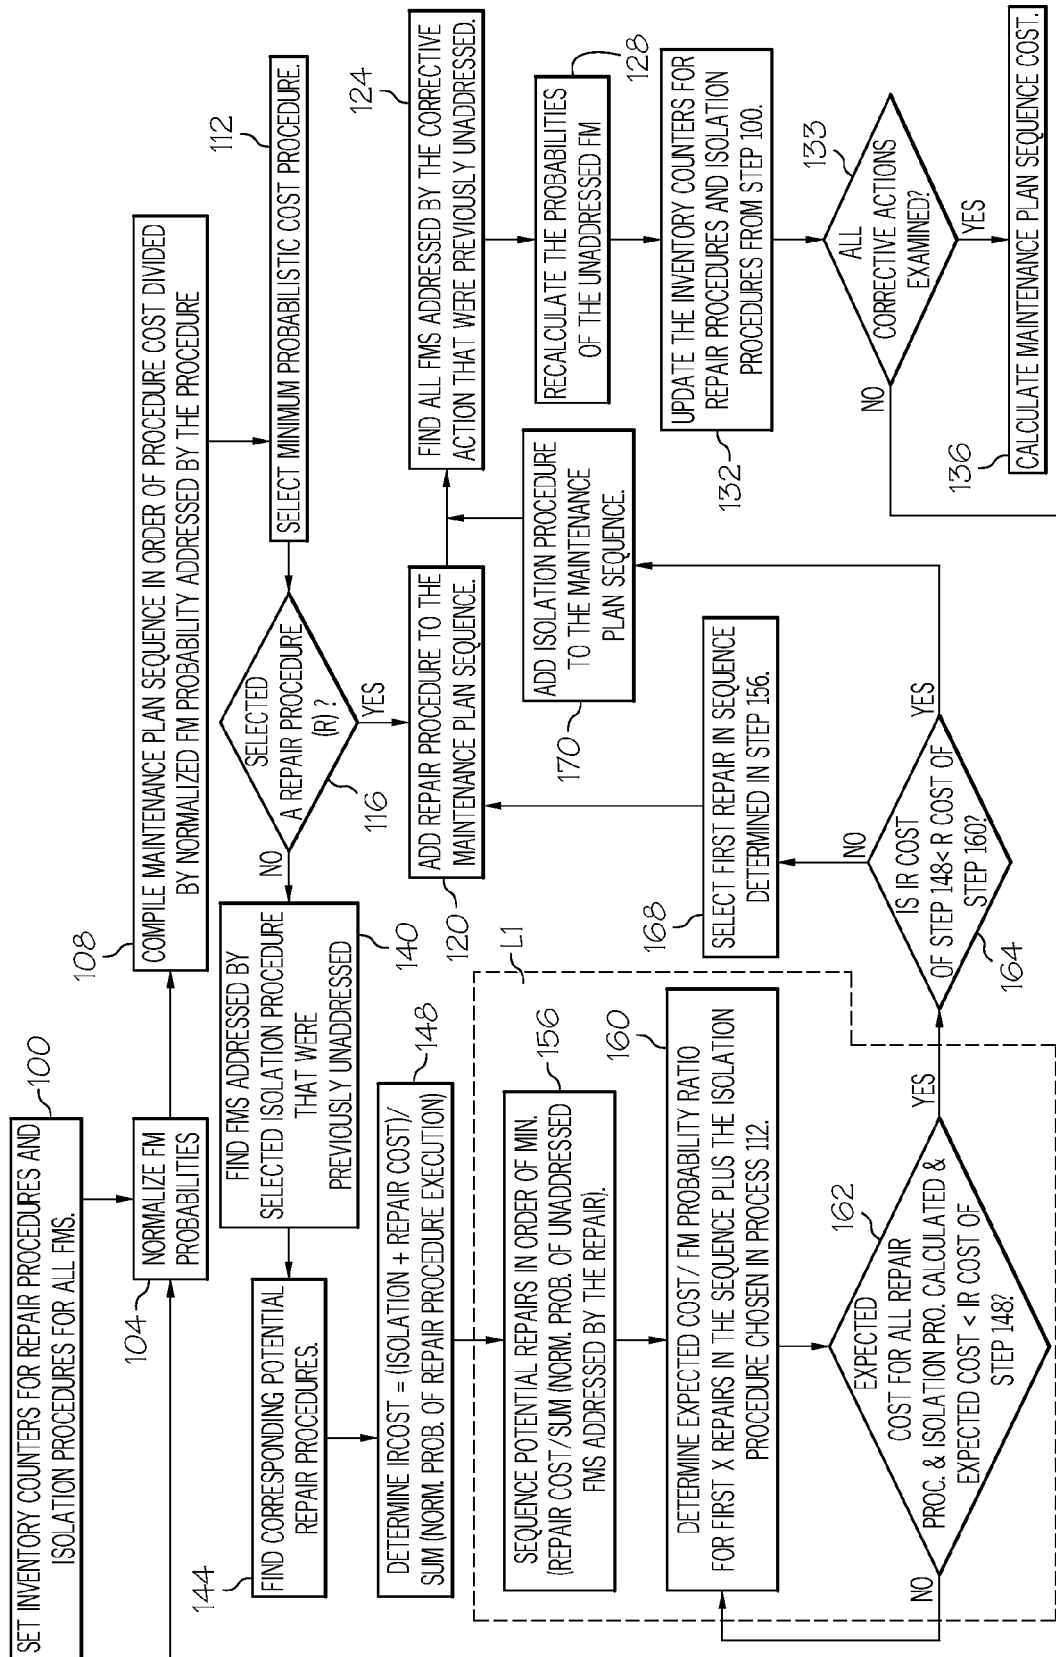 SET INVENTORY COUNTERS FOR REPAIR PROCEDURES AND
ISOLATION PROCEDURES FOR ALL FMS.
100
NORMALIZE FM
PROBABILITIES
104
COMPILE MAINTENANCE PLAN SEQUENCE IN ORDER OF PROCEDURE COST DIVIDED
BY NORMALIZED FM PROBABILITY ADDRESSED BY THE PROCEDURE
108
SELECT MINIMUM PROBABILISTIC COST PROCEDURE.
112
SELECTED
A REPAIR PROCEDURE
(R) ?
116
YES
NO
ADD REPAIR PROCEDURE TO THE
MAINTENANCE PLAN SEQUENCE.
120
FIND ALL FMS ADDRESSED BY THE CORRECTIVE
ACTION THAT WERE PREVIOUSLY UNADDRESSED.
124
RECALCULATE THE PROBABILITIES
OF THE UNADDRESSED FM
128
UPDATE THE INVENTORY COUNTERS FOR
REPAIR PROCEDURES AND ISOLATION
PROCEDURES FROM STEP 100.
132
ALL
CORRECTIVE ACTIONS
EXAMINED?
133
NO
YES
CALCULATE MAINTENANCE PLAN SEQUENCE COST.
136
FIND FMS ADDRESSED BY
SELECTED ISOLATION PROCEDURE
THAT WERE
PREVIOUSLY UNADDRESSED
140
FIND CORRESPONDING POTENTIAL
REPAIR PROCEDURES.
144
DETERMINE IRCOST = (ISOLATION + REPAIR COST)/
SUM (NORM. PROB. OF REPAIR PROCEDURE EXECUTION)
148
L1
SEQUENCE POTENTIAL REPAIRS IN ORDER OF MIN.
(REPAIR COST/SUM (NORM. PROB. OF UNADDRESSED
FMS ADDRESSED BY THE REPAIR).
156
DETERMINE EXPECTED COST/ FM PROBABILITY RATIO
FOR FIRST X REPAIRS IN THE SEQUENCE PLUS THE ISOLATION
PROCEDURE CHOSEN IN PROCESS 112.
160
EXPECTED
COST FOR ALL REPAIR
PROC. & ISOLATION PRO. CALCULATED &
EXPECTED COST < IR COST OF
STEP 148?
162
NO
YES
IS IR COST
OF STEP 148< R COST OF
STEP 160?
164
NO
YES
SELECT FIRST REPAIR IN SEQUENCE
DETERMINED IN STEP 156.
168
ADD ISOLATION PROCEDURE
TO THE MAINTENANCE
PLAN SEQUENCE.
170